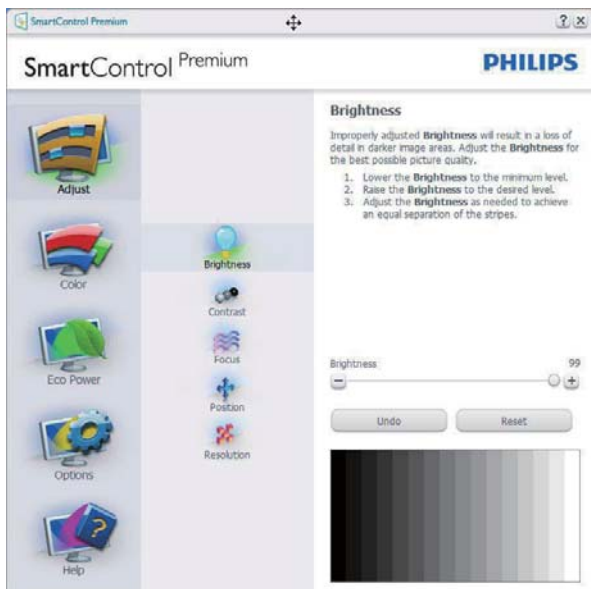 SmartControl Premium
? x
SmartControl Premium
PHILIPS
Adjust
Color
Eco Power
Options
Help
Brightness
Contrast
Focus
Position
Resolution
Brightness
Improperly adjusted Brightness will result in a loss of
detail in darker image areas. Adjust the Brightness for
the best possible picture quality.
1. Lower the Brightness to the minimum level.
2. Raise the Brightness to the desired level.
3. Adjust the Brightness as needed to achieve
an equal separation of the stripes.
Brightness 99
Undo Reset